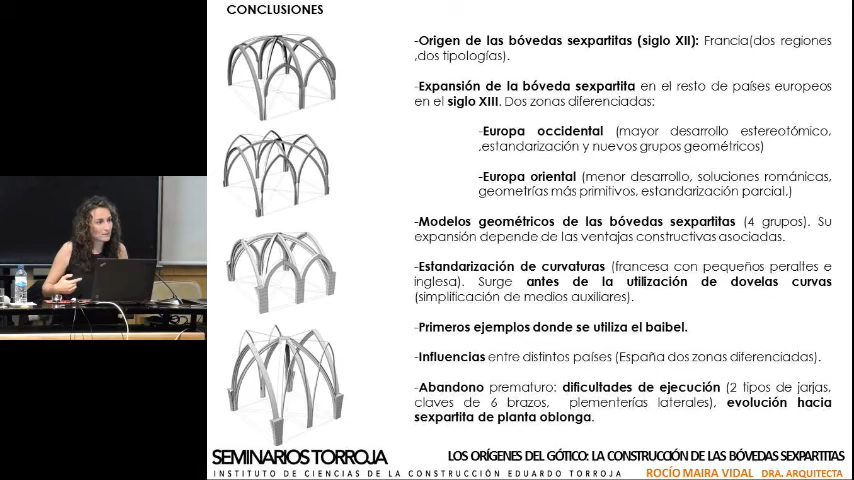 CONCLUSIONES
-Origen de las bóvedas sexpartitas (siglo XII): Francia(dos regiones
,dos tipologías).
-Expansión de la bóveda sexpartita en el resto de países europeos
en el siglo XIII. Dos zonas diferenciadas:
-Europa occidental (mayor desarrollo estereotómico,
,estandarización y nuevos grupos geométricos)
-Europa oriental (menor desarrollo, soluciones románicas,
geometrías más primitivos, estandarización parcial.)
-Modelos geométricos de las bóvedas sexpartitas (4 grupos). Su
expansión depende de las ventajas constructivas asociadas.
-Estandarización de curvaturas (francesa con pequeños peraltes e
inglesa). Surge antes de la utilización de dovelas curvas
(simplificación de medios auxiliares).
-Primeros ejemplos donde se utiliza el baibel.
-Influencias entre distintos países (España dos zonas diferenciadas).
-Abandono prematuro: dificultades de ejecución (2 tipos de jarjas,
claves de 6 brazos, plementerías laterales), evolución hacia
sexpartita de planta oblonga.
SEMINARIOS TORROJA
INSTITUTO DE CIENCIAS DE LA CONSTRUCCIÓN EDUARDO TORROJA
LOS ORÍGENES DEL GÓTICO: LA CONSTRUCCIÓN DE LAS BÓVEDAS SEXPARTITAS
ROCÍO MAIRA VIDAL DRA. ARQUITECTA